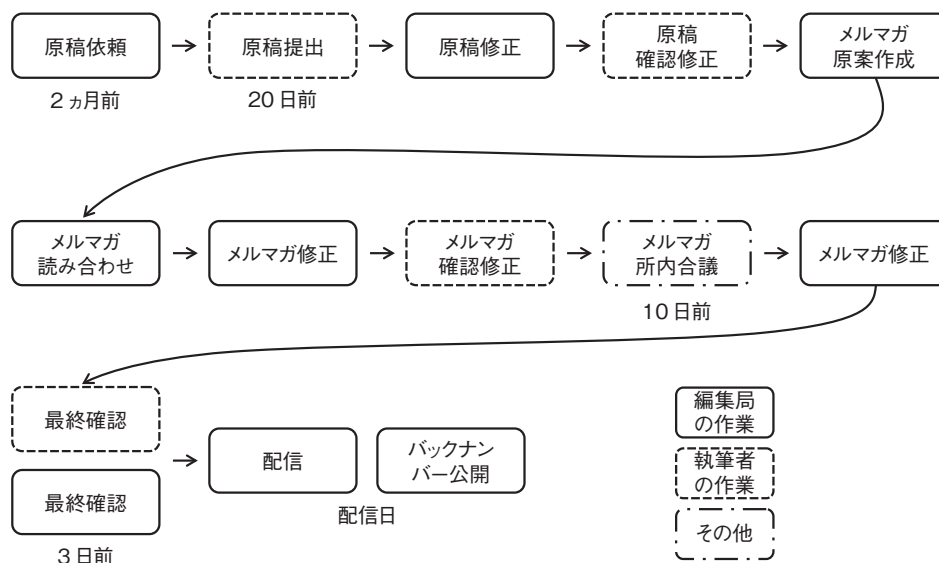 原稿依頼
原稿提出
原稿修正
原稿
確認修正
メルマガ
原案作成
2ヵ月前
20日前
メルマガ
読み合わせ
メルマガ修正
メルマガ
確認修正
メルマガ
所内合議
メルマガ修正
10日前
最終確認
最終確認
3日前
配信
バックナン
バー公開
配信日
編集局
の作業
執筆者
の作業
その他